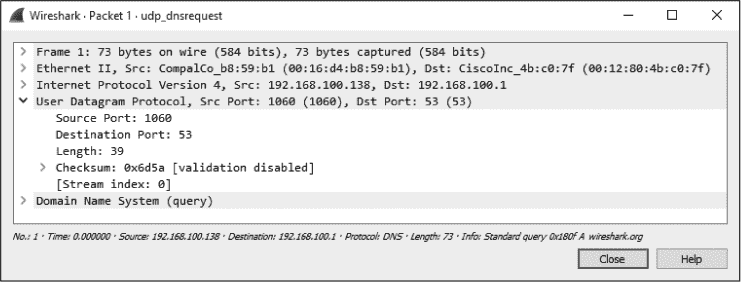 Wireshark · Packet 1 · udp_dnsrequest
Frame 1: 73 bytes on wire (584 bits), 73 bytes captured (584 bits)
Ethernet II, Src: CompalCo_b8:59:b1 (00:16:d4:b8:59:b1), Dst: CiscoInc_4b:c0:7f (00:12:80:4b:c0:7f)
Internet Protocol Version 4, Src: 192.168.100.138, Dst: 192.168.100.1
User Datagram Protocol, Src Port: 1060 (1060), Dst Port: 53 (53)
Source Port: 1060
Destination Port: 53
Length: 39
Checksum: 0x6d5a [validation disabled]
[Stream index: 0]
Domain Name System (query)
No.: 1 · Time: 0.000000 · Source: 192.168.100.138 · Destination: 192.168.100.1 · Protocol: DNS · Length: 73 · Info: Standard query 0x180f A wireshark.org
Close Help